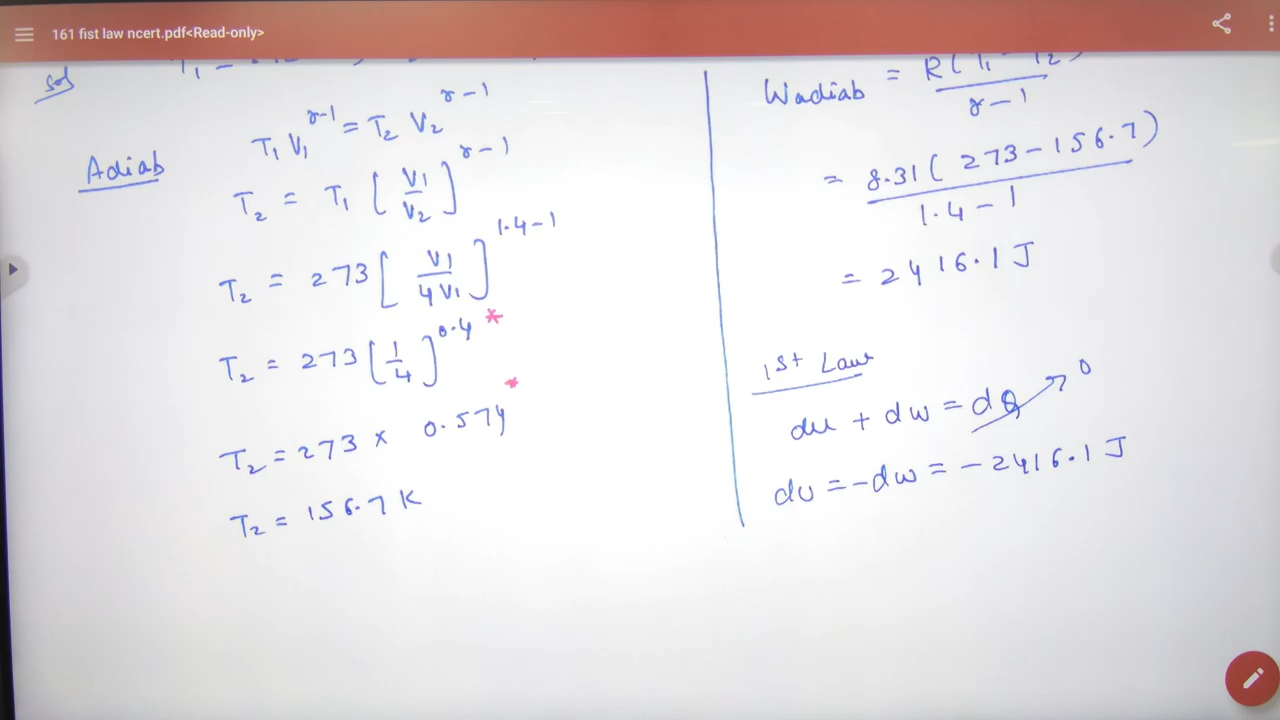 161 fist law ncert.pdf<Read-only>
Sol
T₁ V₁^γ-1 = T₂ V₂^γ-1
Adiab
T₂ = T₁ [V₁/V₂]^γ-1
T₂ = 273 [V₁/4V₁]^1.4-1
T₂ = 273 [1/4]^0.4 *
T₂ = 273 × 0.574 *
T₂ = 156.7 K
Wadiab = R(T₁ - T₂)/γ-1
= 8.31(273-156.7)/1.4-1
= 2416.1 J
1st Law
du + dw = dQ → 0
du = -dw = -2416.1 J